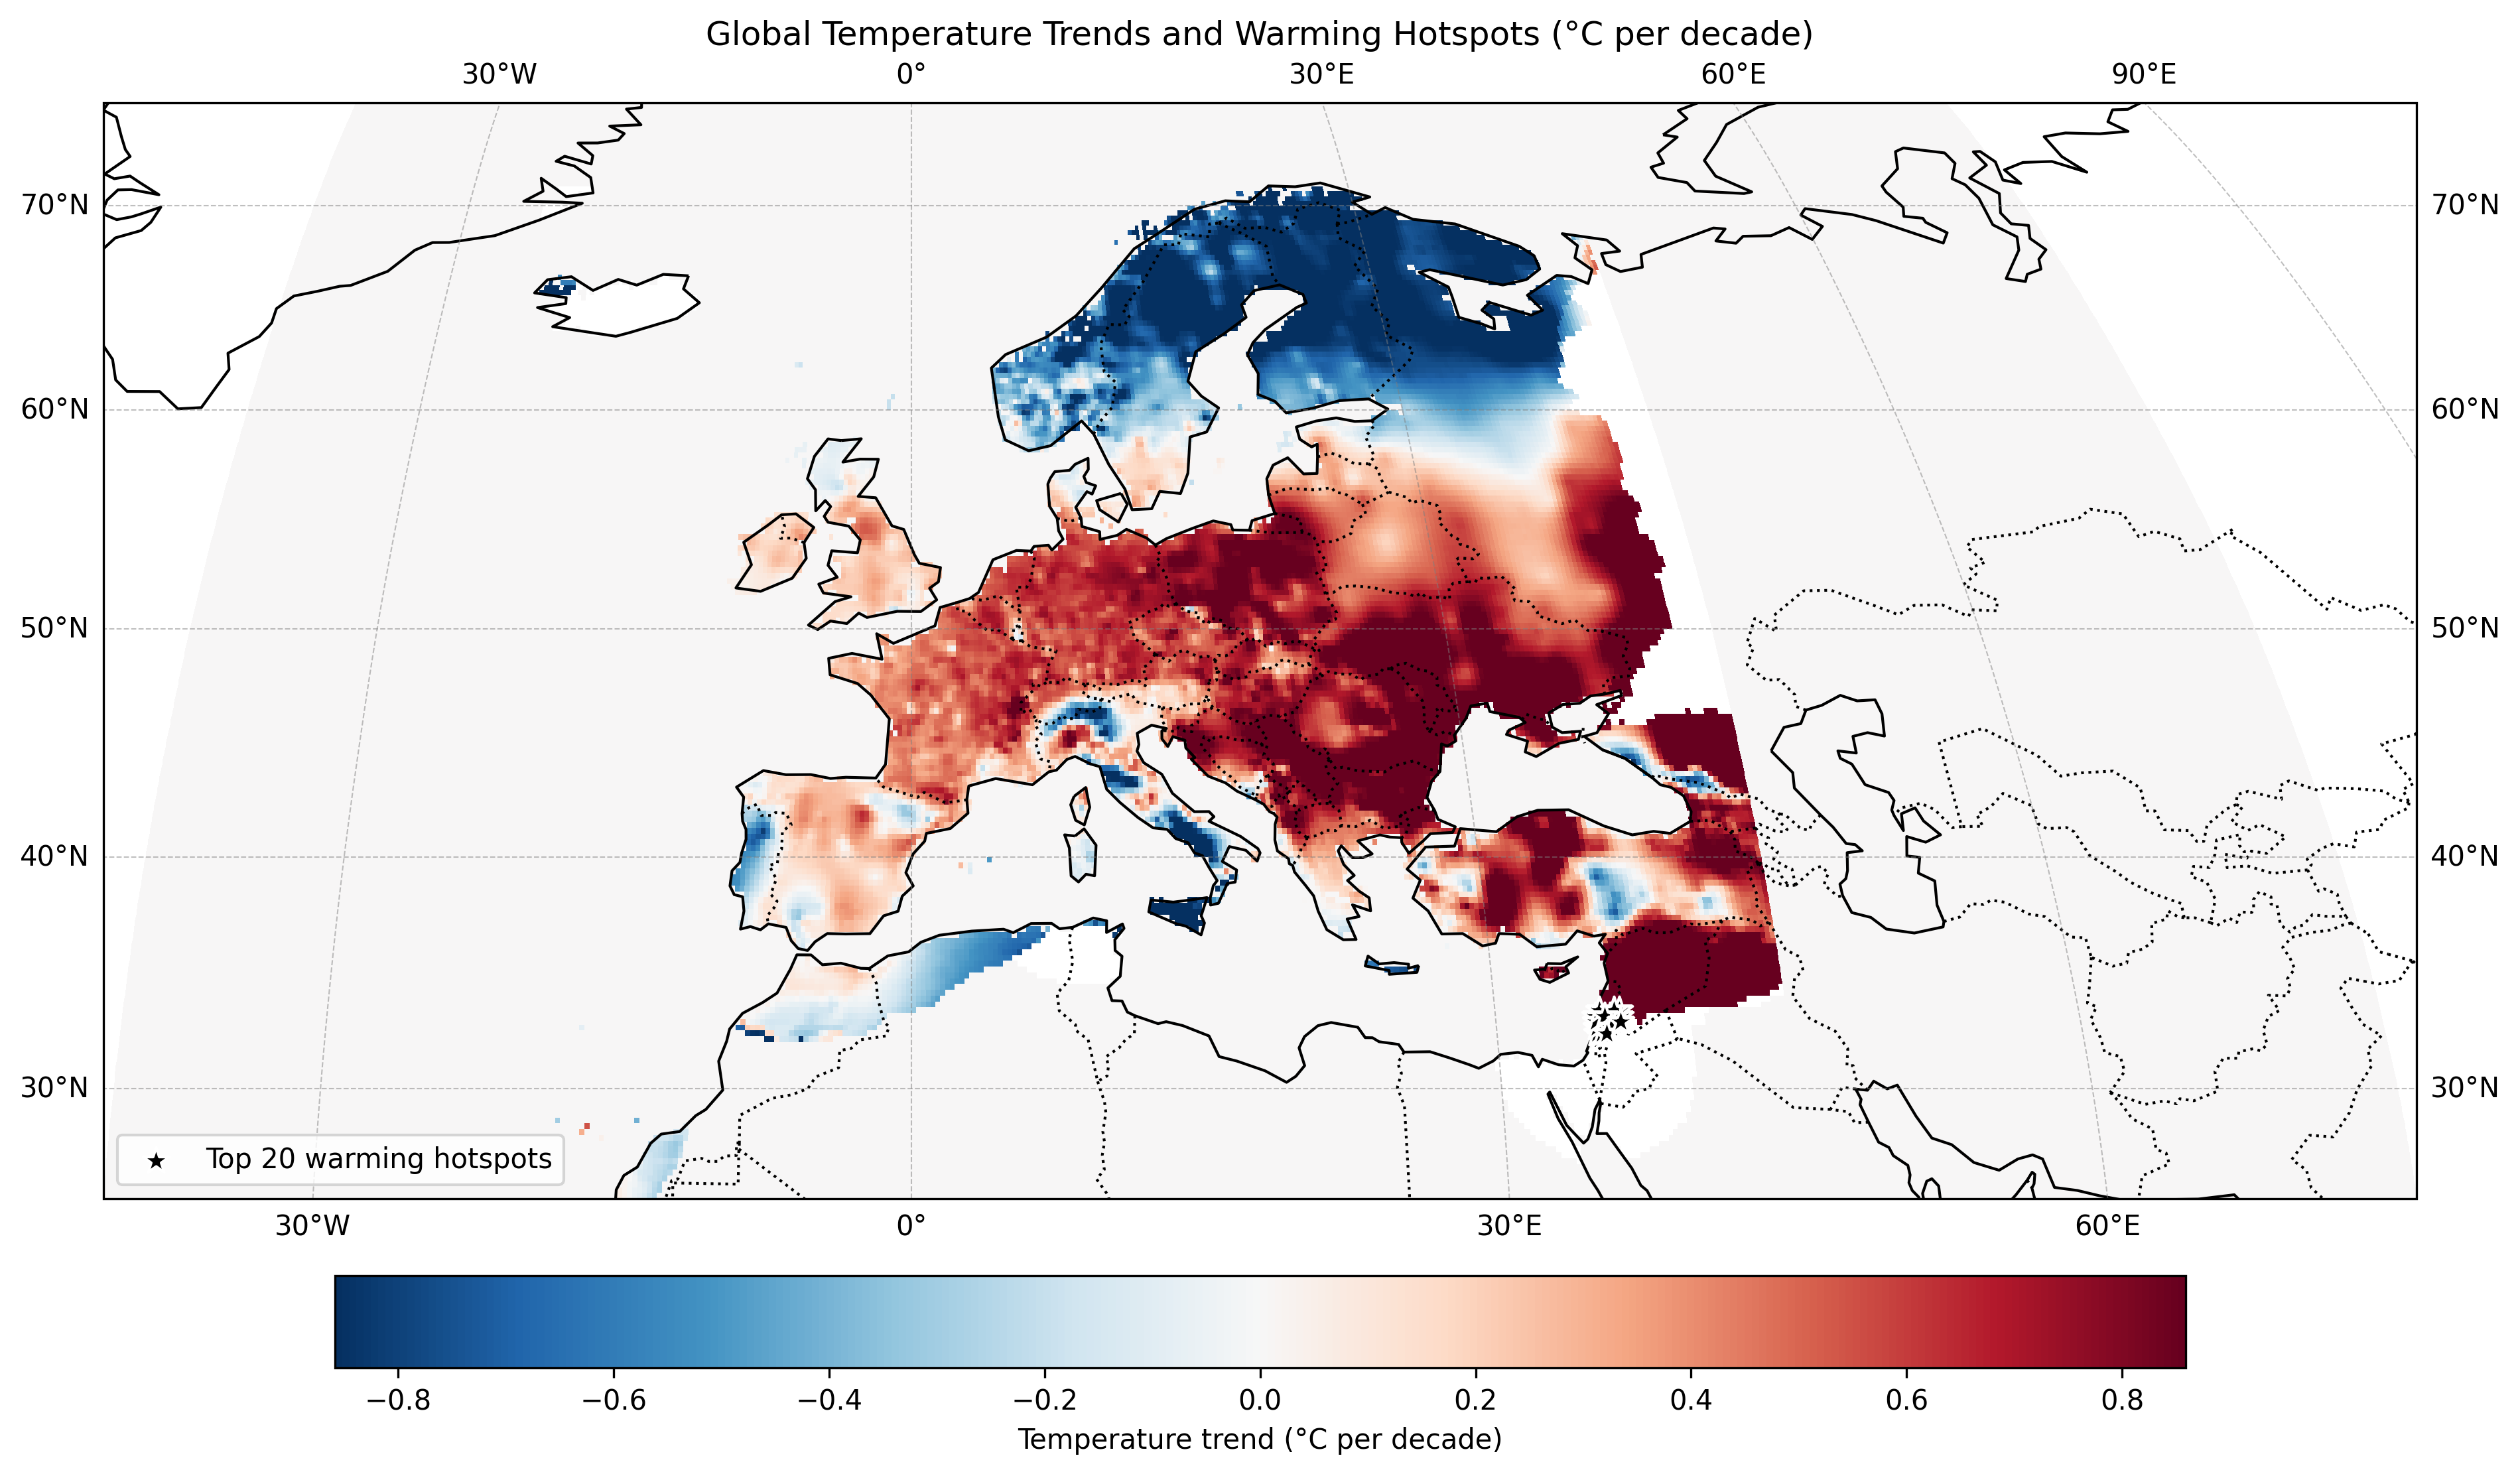 Global Temperature Trends and Warming Hotspots (°C per decade)
30°W 0° 30°E 60°E 90°E
70°N 70°N
60°N 60°N
50°N 50°N
40°N 40°N
30°N 30°N
Top 20 warming hotspots
30°W 0° 30°E 60°E
−0.8 −0.6 −0.4 −0.2 0.0 0.2 0.4 0.6 0.8
Temperature trend (°C per decade)